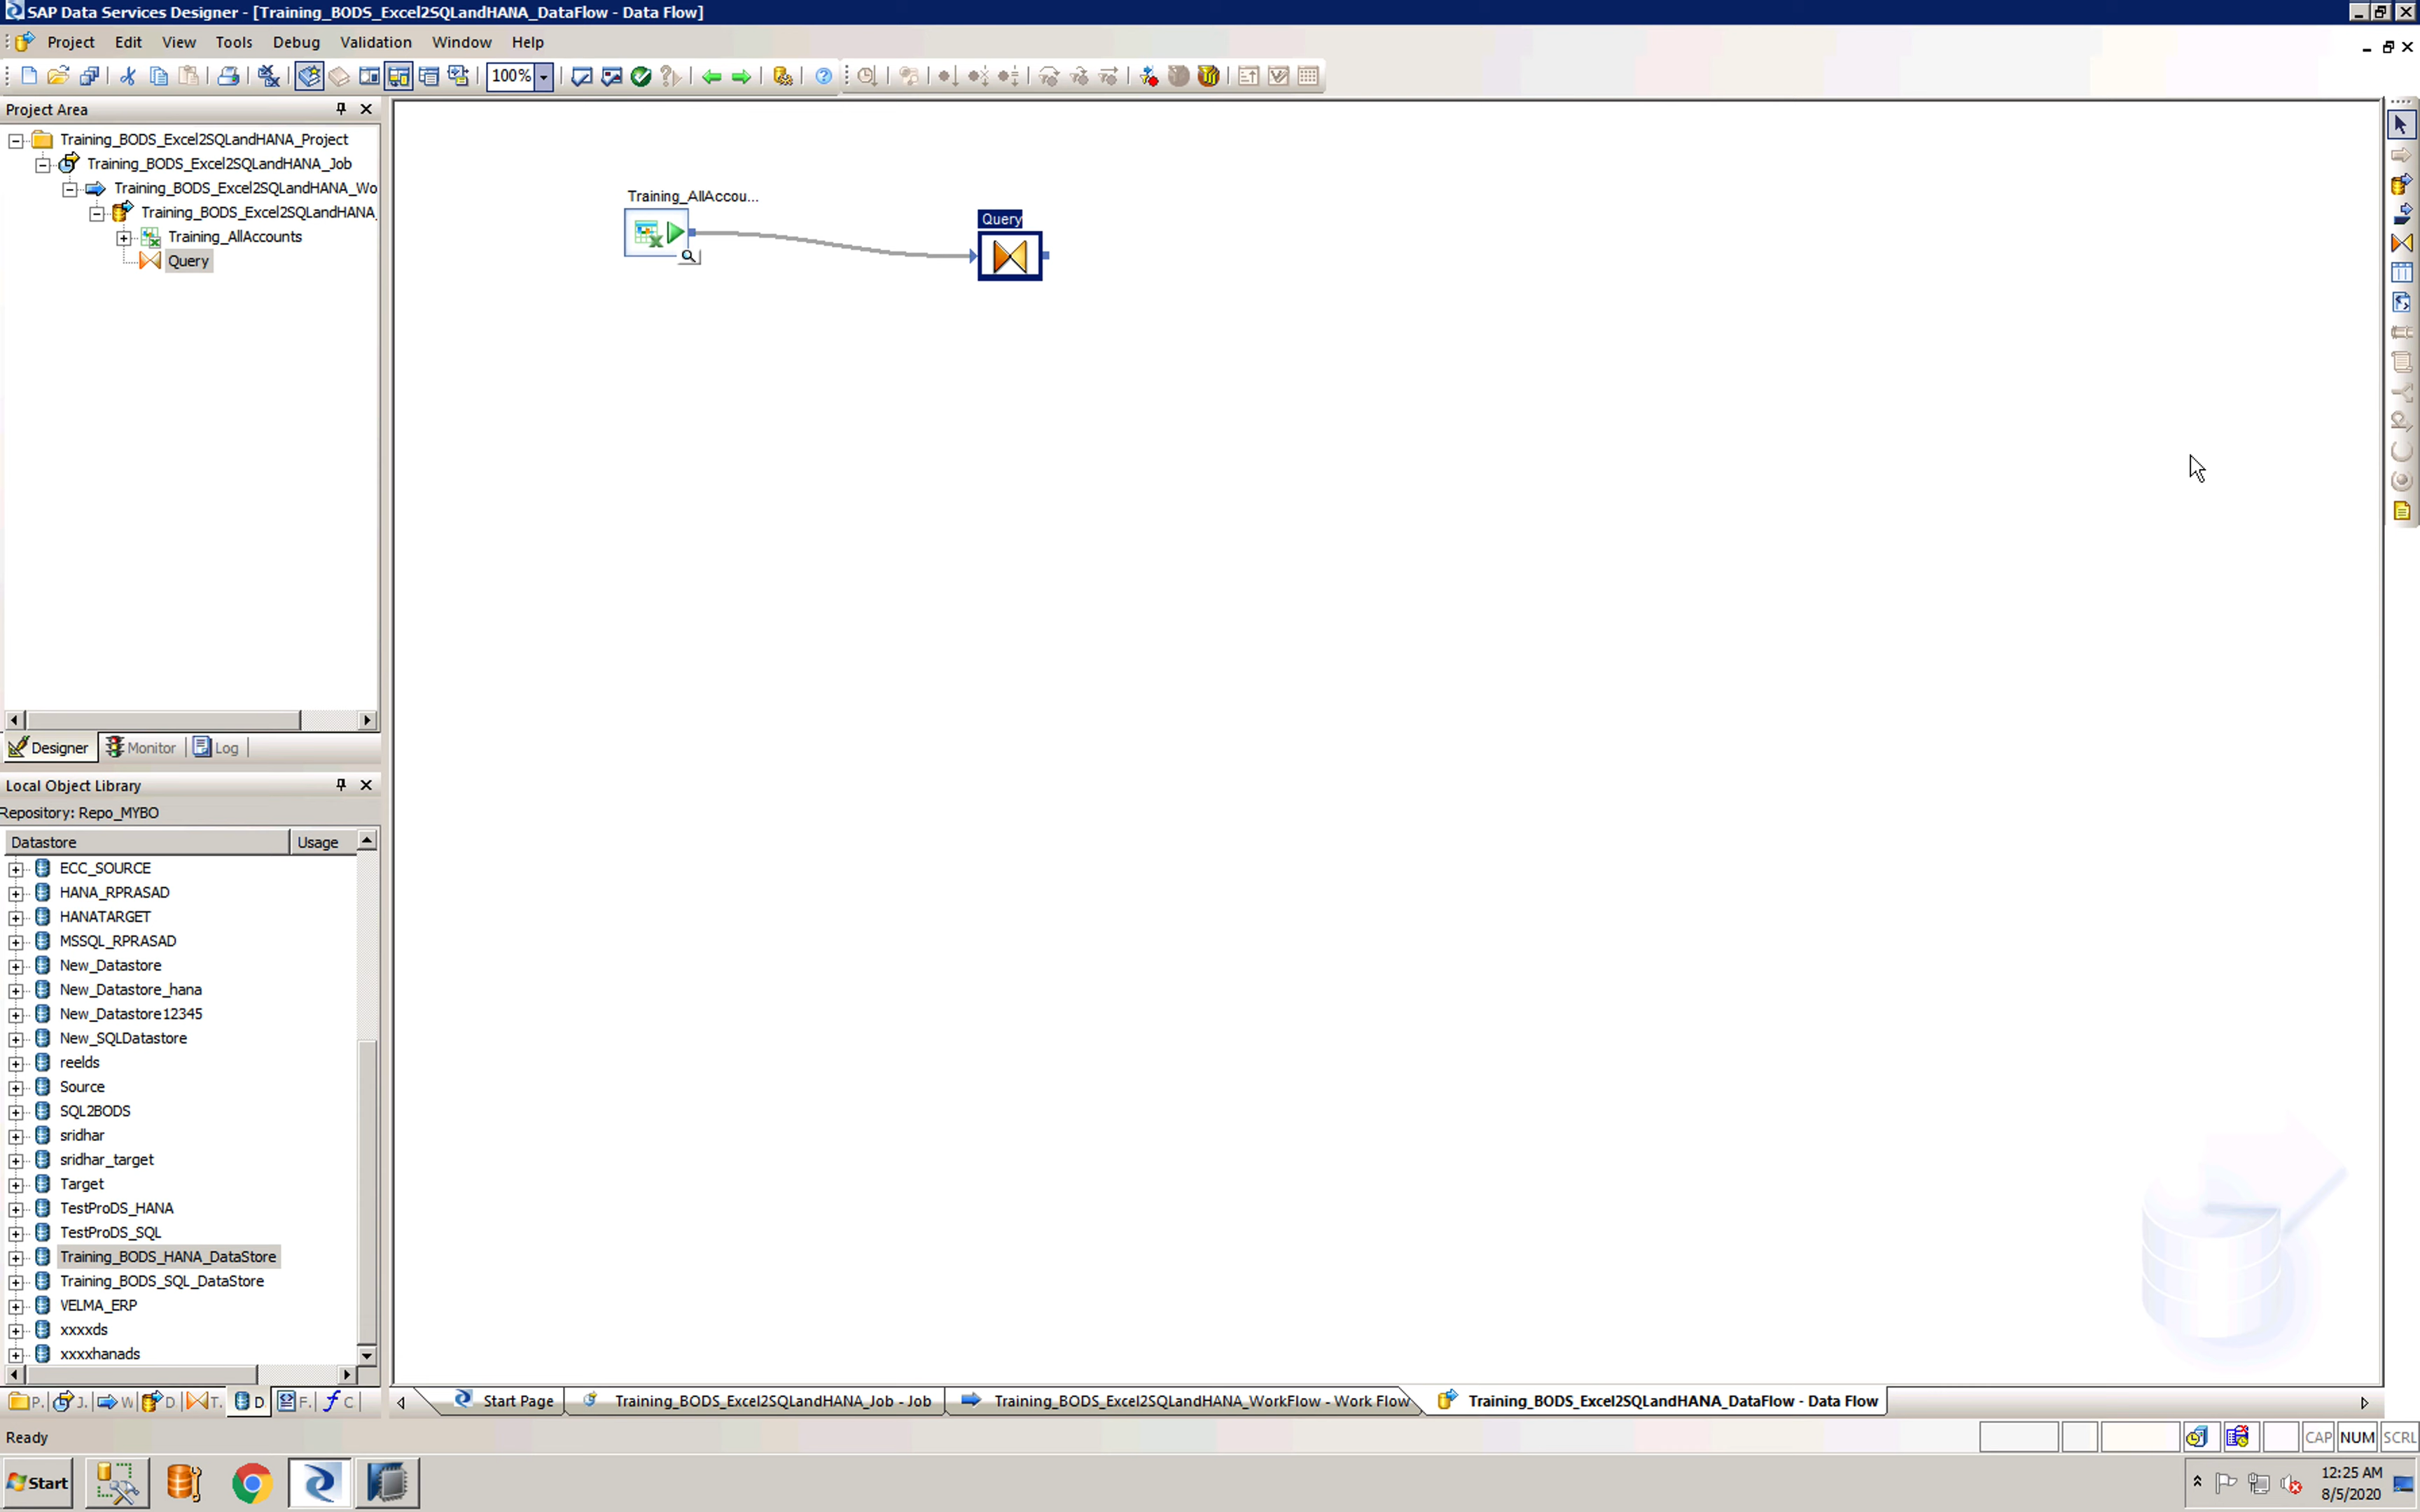 SAP Data Services Designer - [Training_BODS_Excel2SQLandHANA_DataFlow - Data Flow]
Project Edit View Tools Debug Validation Window Help
100%
Project Area
Training_BODS_Excel2SQLandHANA_Project
Training_BODS_Excel2SQLandHANA_Job
Training_BODS_Excel2SQLandHANA_Wo
Training_BODS_Excel2SQLandHANA_
Training_AllAccounts
Query
Training_AllAccou...
Query
Designer Monitor Log
Local Object Library
Repository: Repo_MYBO
Datastore Usage
ECC_SOURCE
HANA_RPRASAD
HANATARGET
MSSQL_RPRASAD
New_Datastore
New_Datastore_hana
New_Datastore12345
New_SQLDatastore
reelds
Source
SQL2BODS
sridhar
sridhar_target
Target
TestProDS_HANA
TestProDS_SQL
Training_BODS_HANA_DataStore
Training_BODS_SQL_DataStore
VELMA_ERP
xxxxds
xxxxhanads
P. J. W D T. D F. C
Start Page Training_BODS_Excel2SQLandHANA_Job - Job Training_BODS_Excel2SQLandHANA_WorkFlow - Work Flow Training_BODS_Excel2SQLandHANA_DataFlow - Data Flow
Ready
CAP NUM SCRL
Start
12:25 AM
8/5/2020